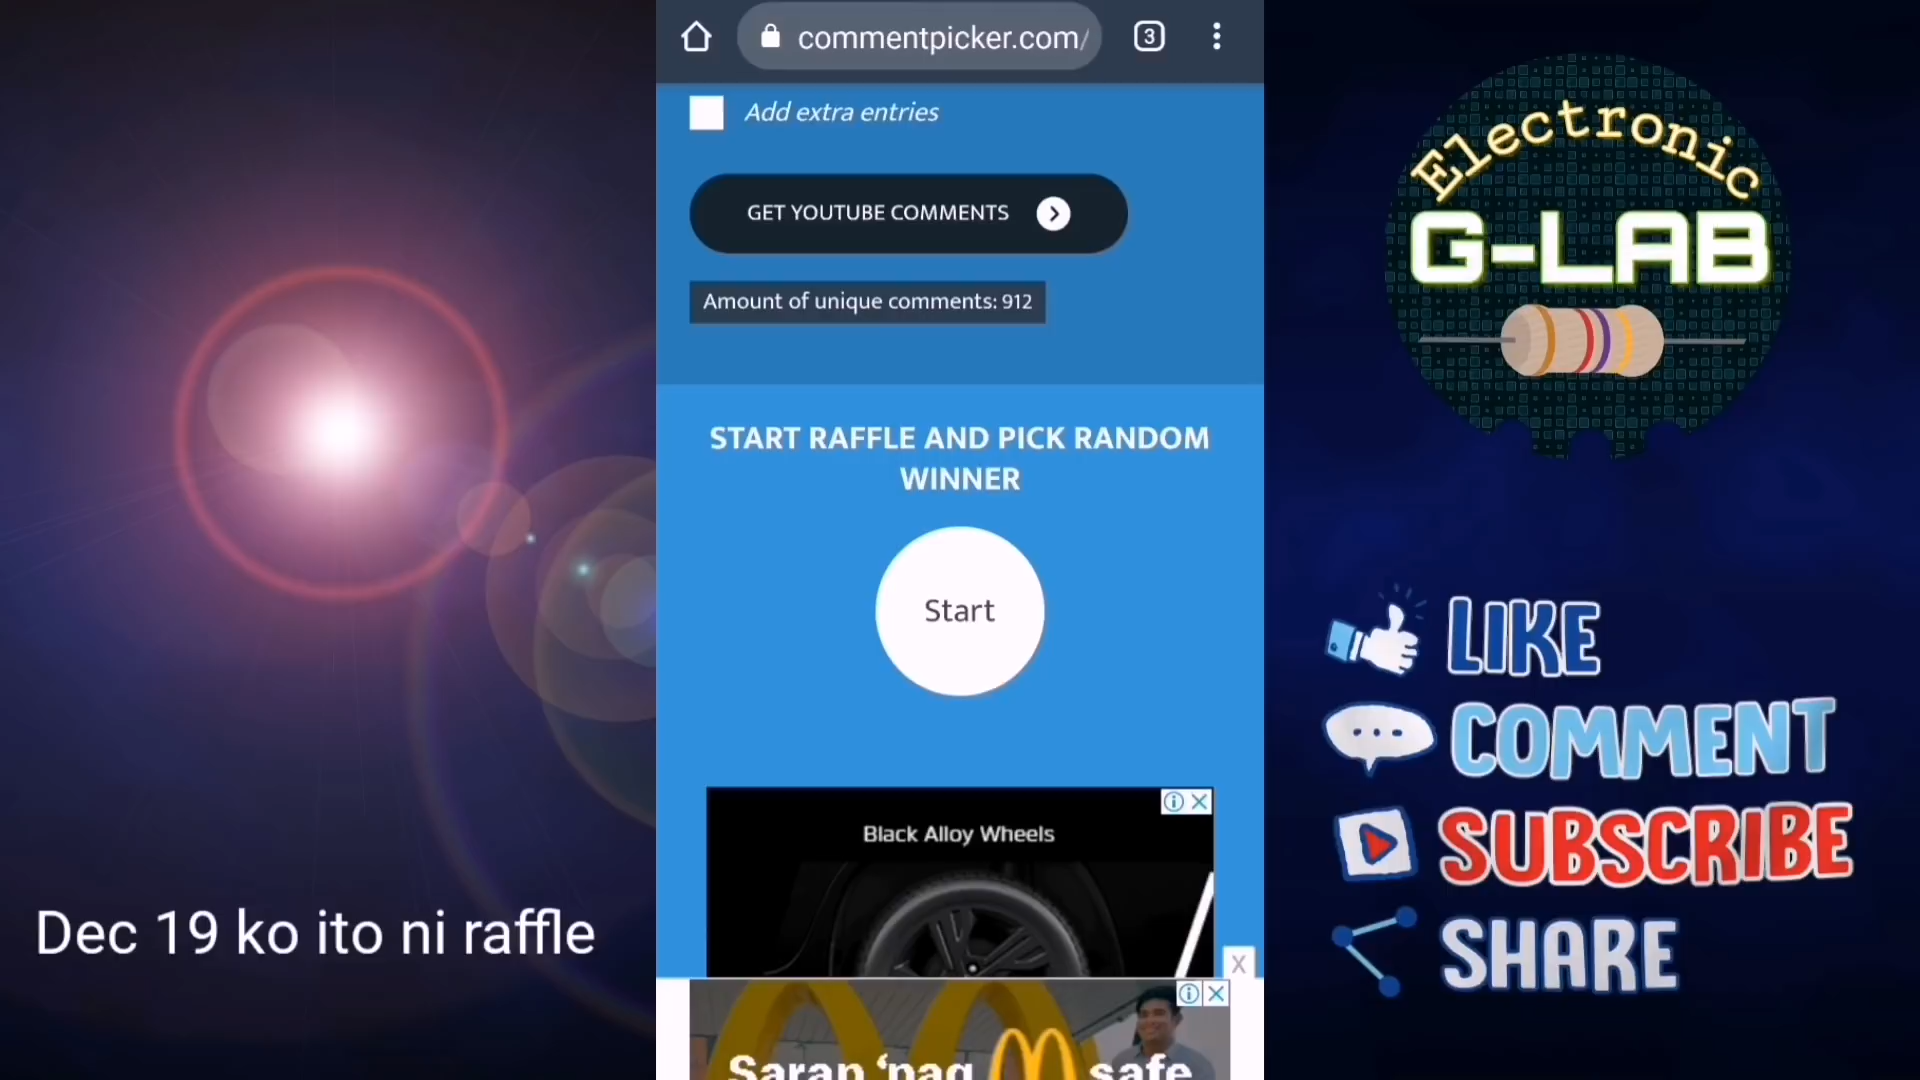 commentpicker.com/
3
Add extra entries
GET YOUTUBE COMMENTS
Amount of unique comments: 912
START RAFFLE AND PICK RANDOM
WINNER
Start
Black Alloy Wheels
X
Sarap ‘pag M safe
Dec 19 ko ito ni raffle
Electronic
G-LAB
LIKE
COMMENT
SUBSCRIBE
SHARE